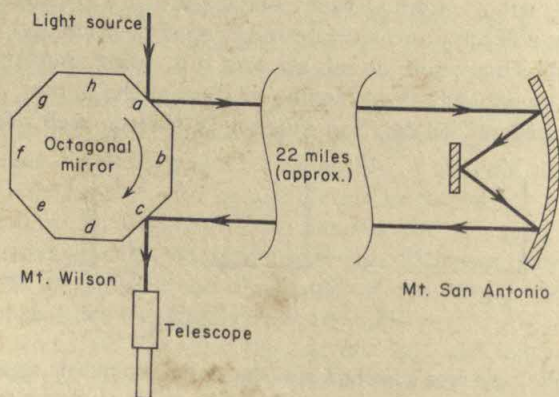 Light source
h
g
a
f
Octagonal
mirror
b
22 miles
(approx.)
e
d
c
Mt. Wilson
Mt. San Antonio
Telescope